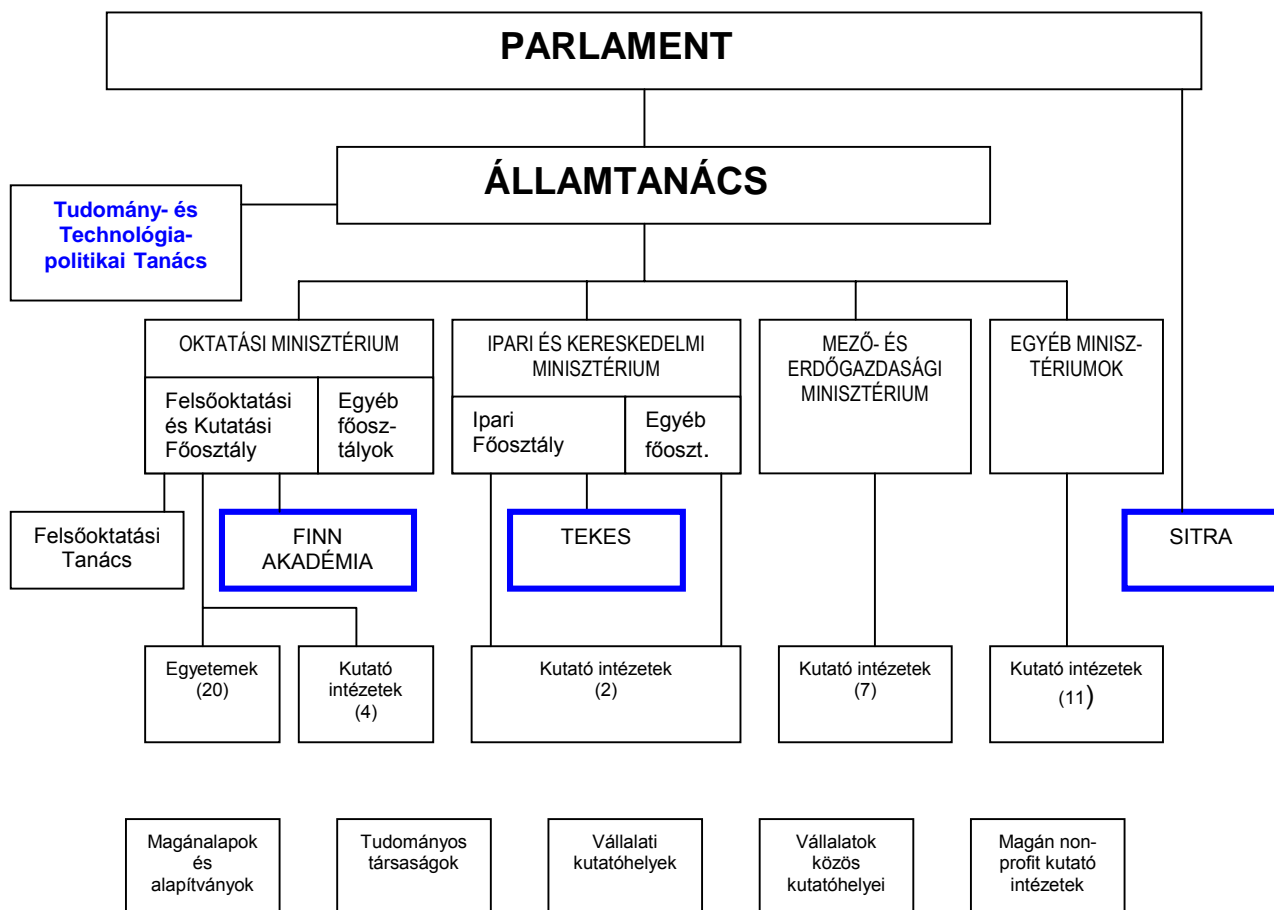 PARLAMENT
ÁLLAMTANÁCS
Tudomány- és
Technológia-
politikai Tanács
OKTATÁSI MINISZTÉRIUM
Felsőoktatási
és Kutatási
Főosztály
Egyéb
főosz-
tályok
IPARI ÉS KERESKEDELMI
MINISZTÉRIUM
Ipari
Főosztály
Egyéb
főoszt.
MEZŐ- ÉS
ERDŐGAZDASÁGI
MINISZTÉRIUM
EGYÉB MINISZ-
TÉRIUMOK
Felsőoktatási
Tanács
FINN
AKADÉMIA
TEKES
SITRA
Egyetemek
(20)
Kutató
intézetek
(4)
Kutató intézetek
(2)
Kutató intézetek
(7)
Kutató intézetek
(11)
Magánalapok
és
alapítványok
Tudományos
társaságok
Vállalati
kutatóhelyek
Vállalatok
közös
kutatóhelyei
Magán non-
profit kutató
intézetek